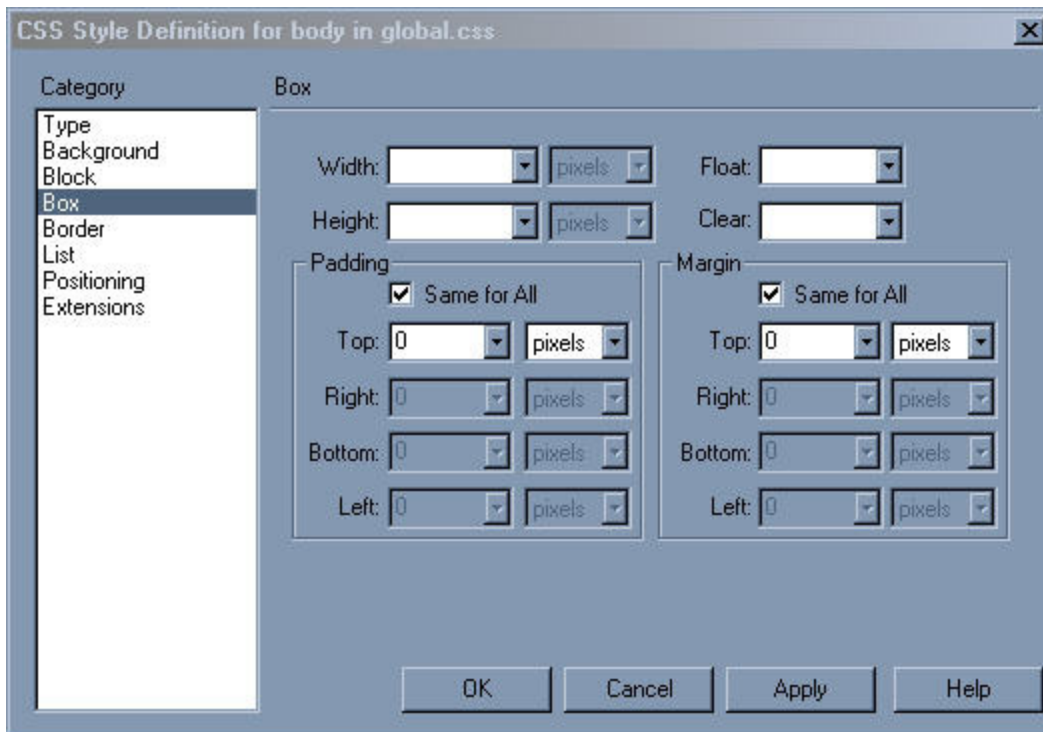 CSS Style Definition for body in global.css
Category
Type
Background
Block
Box
Border
List
Positioning
Extensions
Box
Width: pixels Float:
Height: pixels Clear:
Padding
Same for All
Top: 0 pixels
Right: 0 pixels
Bottom: 0 pixels
Left: 0 pixels
Margin
Same for All
Top: 0 pixels
Right: 0 pixels
Bottom: 0 pixels
Left: 0 pixels
OK Cancel Apply Help